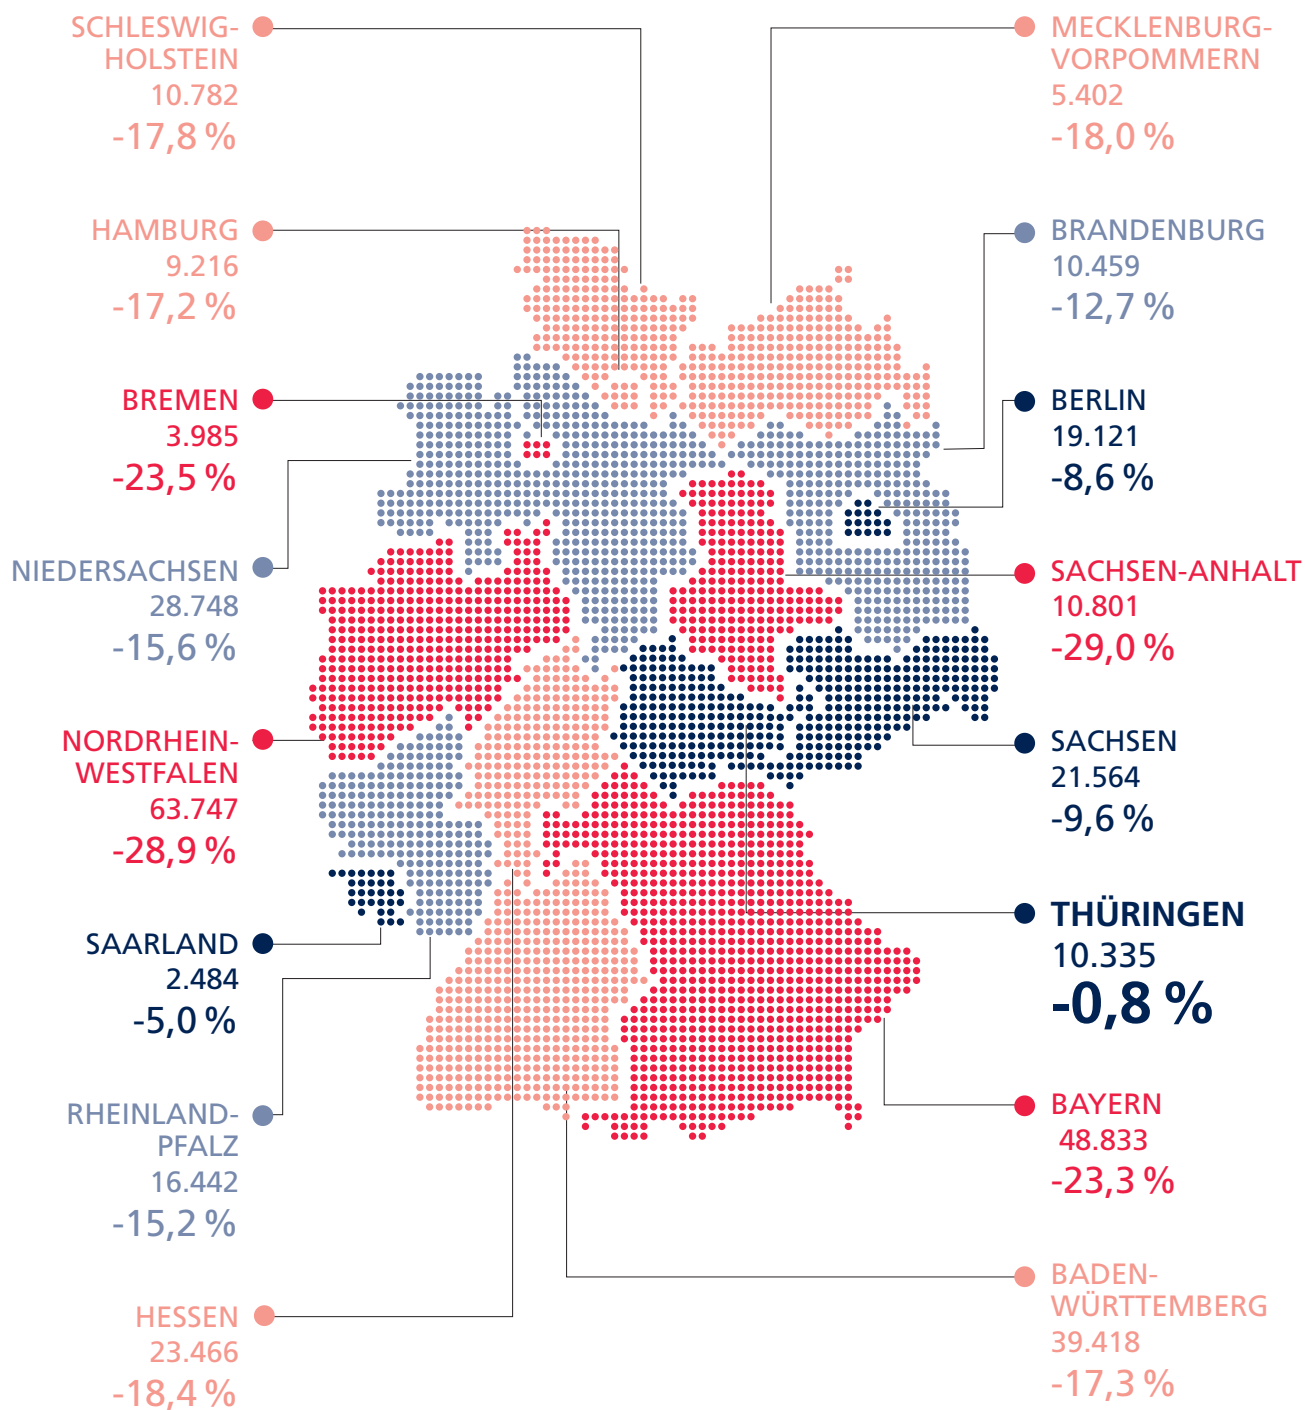 SCHLESWIG-
HOLSTEIN
10.782
-17,8 %
HAMBURG
9.216
-17,2 %
BREMEN
3.985
-23,5 %
NIEDERSACHSEN
28.748
-15,6 %
NORDRHEIN-
WESTFALEN
63.747
-28,9 %
SAARLAND
2.484
-5,0 %
RHEINLAND-
PFALZ
16.442
-15,2 %
HESSEN
23.466
-18,4 %
MECKLENBURG-
VORPOMMERN
5.402
-18,0 %
BRANDENBURG
10.459
-12,7 %
BERLIN
19.121
-8,6 %
SACHSEN-ANHALT
10.801
-29,0 %
SACHSEN
21.564
-9,6 %
THÜRINGEN
10.335
-0,8 %
BAYERN
48.833
-23,3 %
BADEN-
WÜRTTEMBERG
39.418
-17,3 %